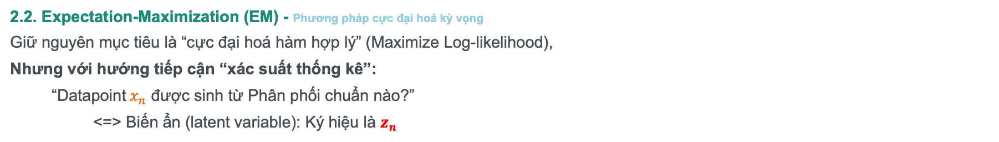 2.2. Expectation-Maximization (EM) - Phương pháp cực đại hoá kỳ vọng
Giữ nguyên mục tiêu là “cực đại hoá hàm hợp lý” (Maximize Log-likelihood),
Nhưng với hướng tiếp cận “xác suất thống kê”:
“Datapoint xₙ được sinh từ Phân phối chuẩn nào?”
<=> Biến ẩn (latent variable): Ký hiệu là zₙ